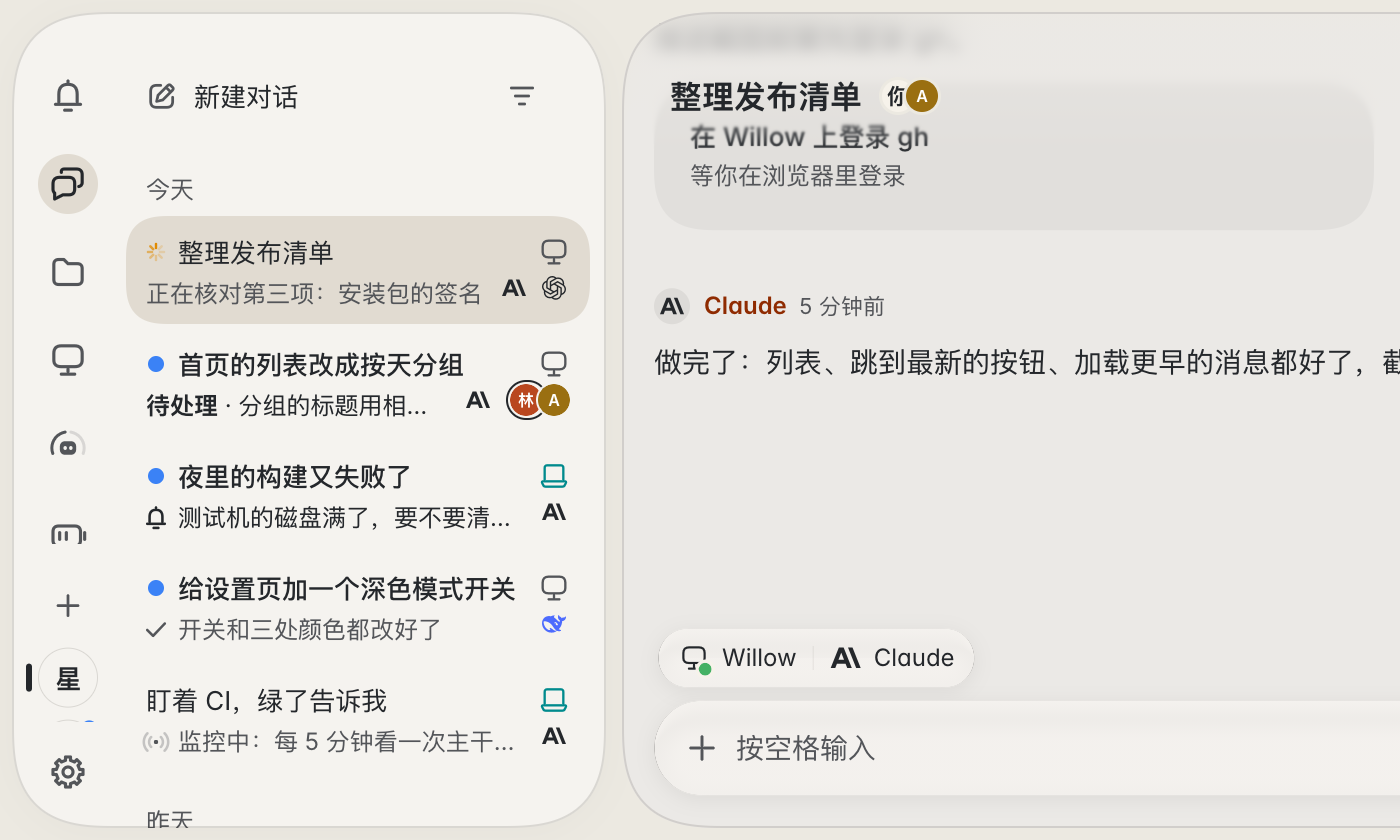 新建对话
今天
整理发布清单
正在核对第三项：安装包的签名
首页的列表改成按天分组
待处理 · 分组的标题用相...
林 A
夜里的构建又失败了
测试机的磁盘满了，要不要清...
给设置页加一个深色模式开关
开关和三处颜色都改好了
盯着 CI，绿了告诉我
监控中：每 5 分钟看一次主干...
昨天
星
整理发布清单 你 A
在 Willow 上登录 gh
等你在浏览器里登录
Claude 5 分钟前
做完了：列表、跳到最新的按钮、加载更早的消息都好了，截
Willow Claude
按空格输入